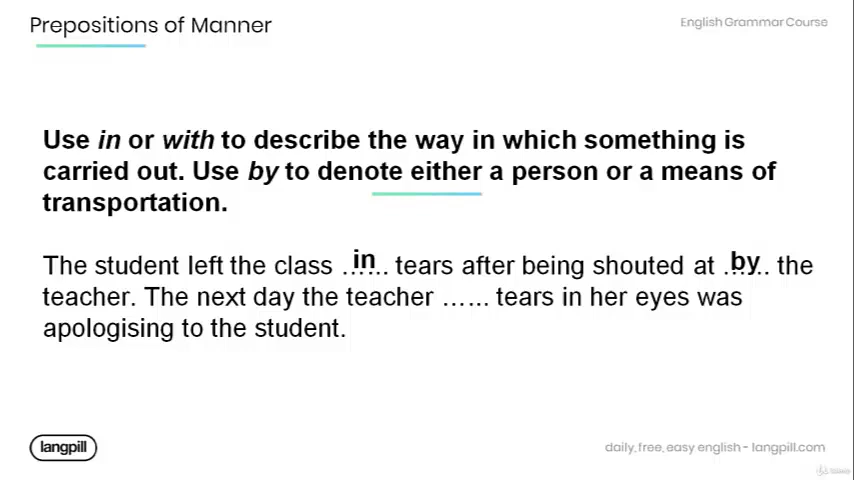 Prepositions of Manner
English Grammar Course
Use in or with to describe the way in which something is
carried out. Use by to denote either a person or a means of
transportation.
The student left the class ...in... tears after being shouted at ...by... the
teacher. The next day the teacher ...... tears in her eyes was
apologising to the student.
langpill
daily, free, easy english - langpill.com
Udemy